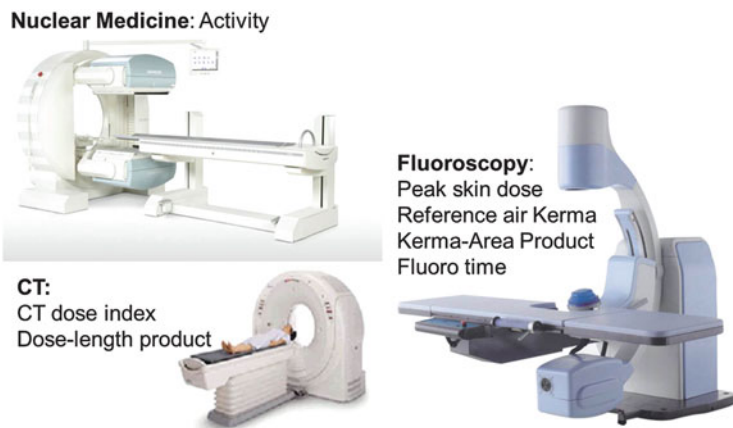 Nuclear Medicine: Activity
Fluoroscopy:
Peak skin dose
Reference air Kerma
Kerma-Area Product
Fluoro time
CT:
CT dose index
Dose-length product